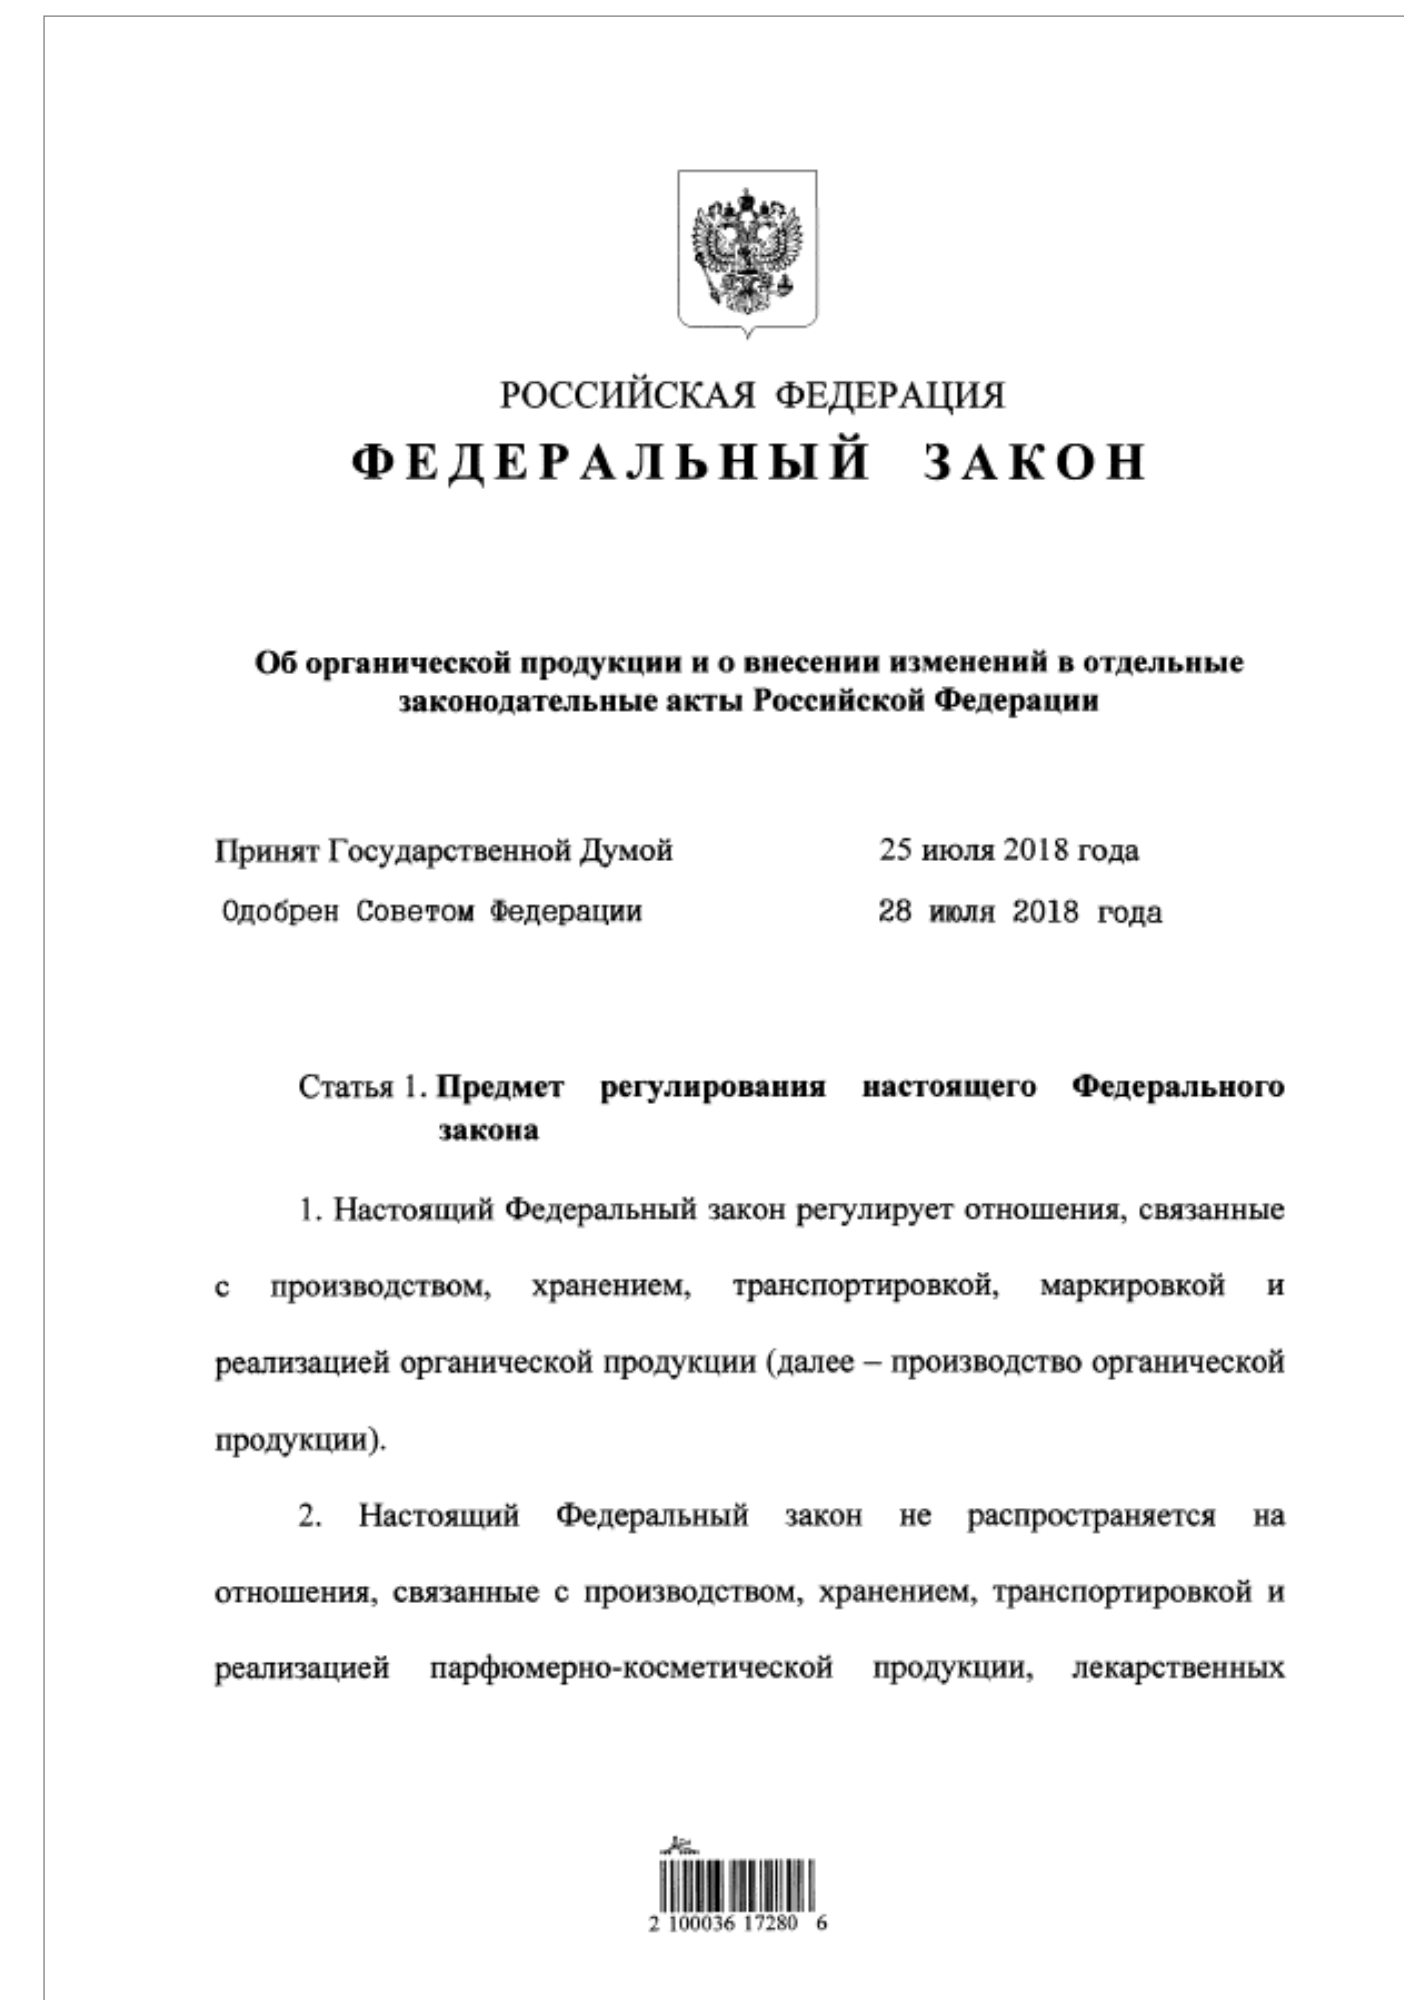 РОССИЙСКАЯ ФЕДЕРАЦИЯ
ФЕДЕРАЛЬНЫЙ ЗАКОН
Об органической продукции и о внесении изменений в отдельные
законодательные акты Российской Федерации
Принят Государственной Думой 25 июля 2018 года
Одобрен Советом Федерации 28 июля 2018 года
Статья 1. Предмет регулирования настоящего Федерального
закона
1. Настоящий Федеральный закон регулирует отношения, связанные
с производством, хранением, транспортировкой, маркировкой и
реализацией органической продукции (далее – производство органической
продукции).
2. Настоящий Федеральный закон не распространяется на
отношения, связанные с производством, хранением, транспортировкой и
реализацией парфюмерно-косметической продукции, лекарственных
2 100036 17280 6